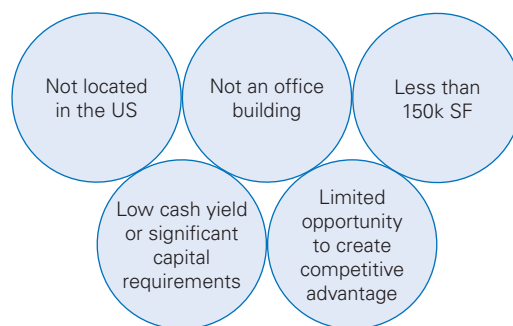 Not located
in the US
Not an office
building
Less than
150k SF
Low cash yield
or significant
capital
requirements
Limited
opportunity
to create
competitive
advantage